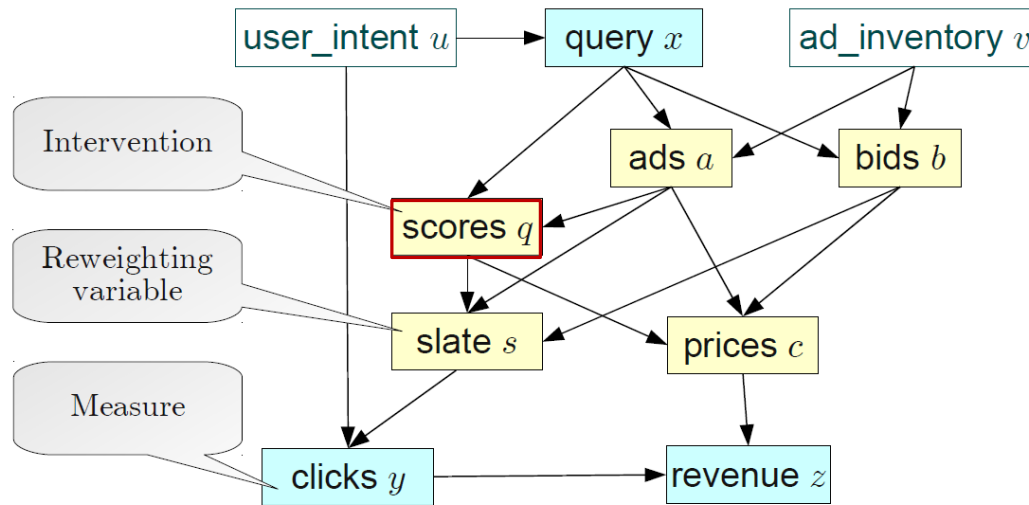 user_intent u
query x
ad_inventory v
Intervention
ads a
bids b
scores q
Reweighting
variable
slate s
prices c
Measure
clicks y
revenue z